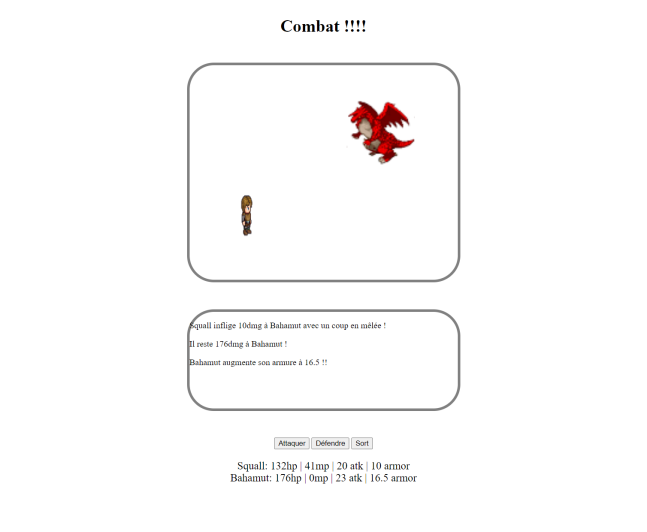 Combat !!!!
Squall inflige 10dmg à Bahamut avec un coup en mêlée !
Il reste 176dmg à Bahamut !
Bahamut augmente son armure à 16.5 !!
Attaquer Défendre Sort
Squall: 132hp | 41mp | 20 atk | 10 armor
Bahamut: 176hp | 0mp | 23 atk | 16.5 armor